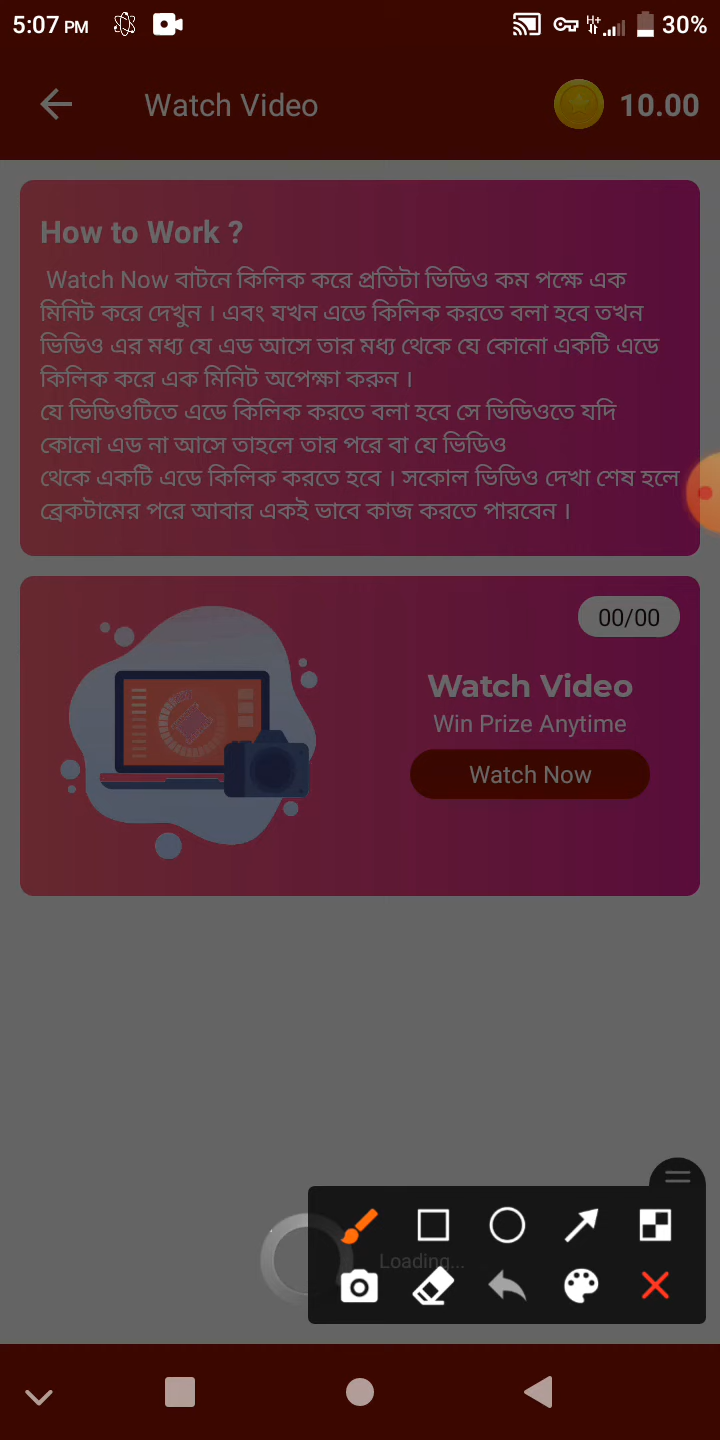 5:07 PM
H+
30%
Watch Video
10.00
How to Work ?
Watch Now বাটনে কিলিক করে প্রতিটা ভিডিও কম পক্ষে এক
মিনিট করে দেখুন । এবং যখন এডে কিলিক করতে বলা হবে তখন
ভিডিও এর মধ্য যে এড আসে তার মধ্য থেকে যে কোনো একটি এডে
কিলিক করে এক মিনিট অপেক্ষা করুন ।
যে ভিডিওটিতে এডে কিলিক করতে বলা হবে সে ভিডিওতে যদি
কোনো এড না আসে তাহলে তার পরে বা যে ভিডিও
থেকে একটি এডে কিলিক করতে হবে । সকোল ভিডিও দেখা শেষ হলে
ব্রেকটামের পরে আবার একই ভাবে কাজ করতে পারবেন ।
00/00
Watch Video
Win Prize Anytime
Watch Now
Loading...